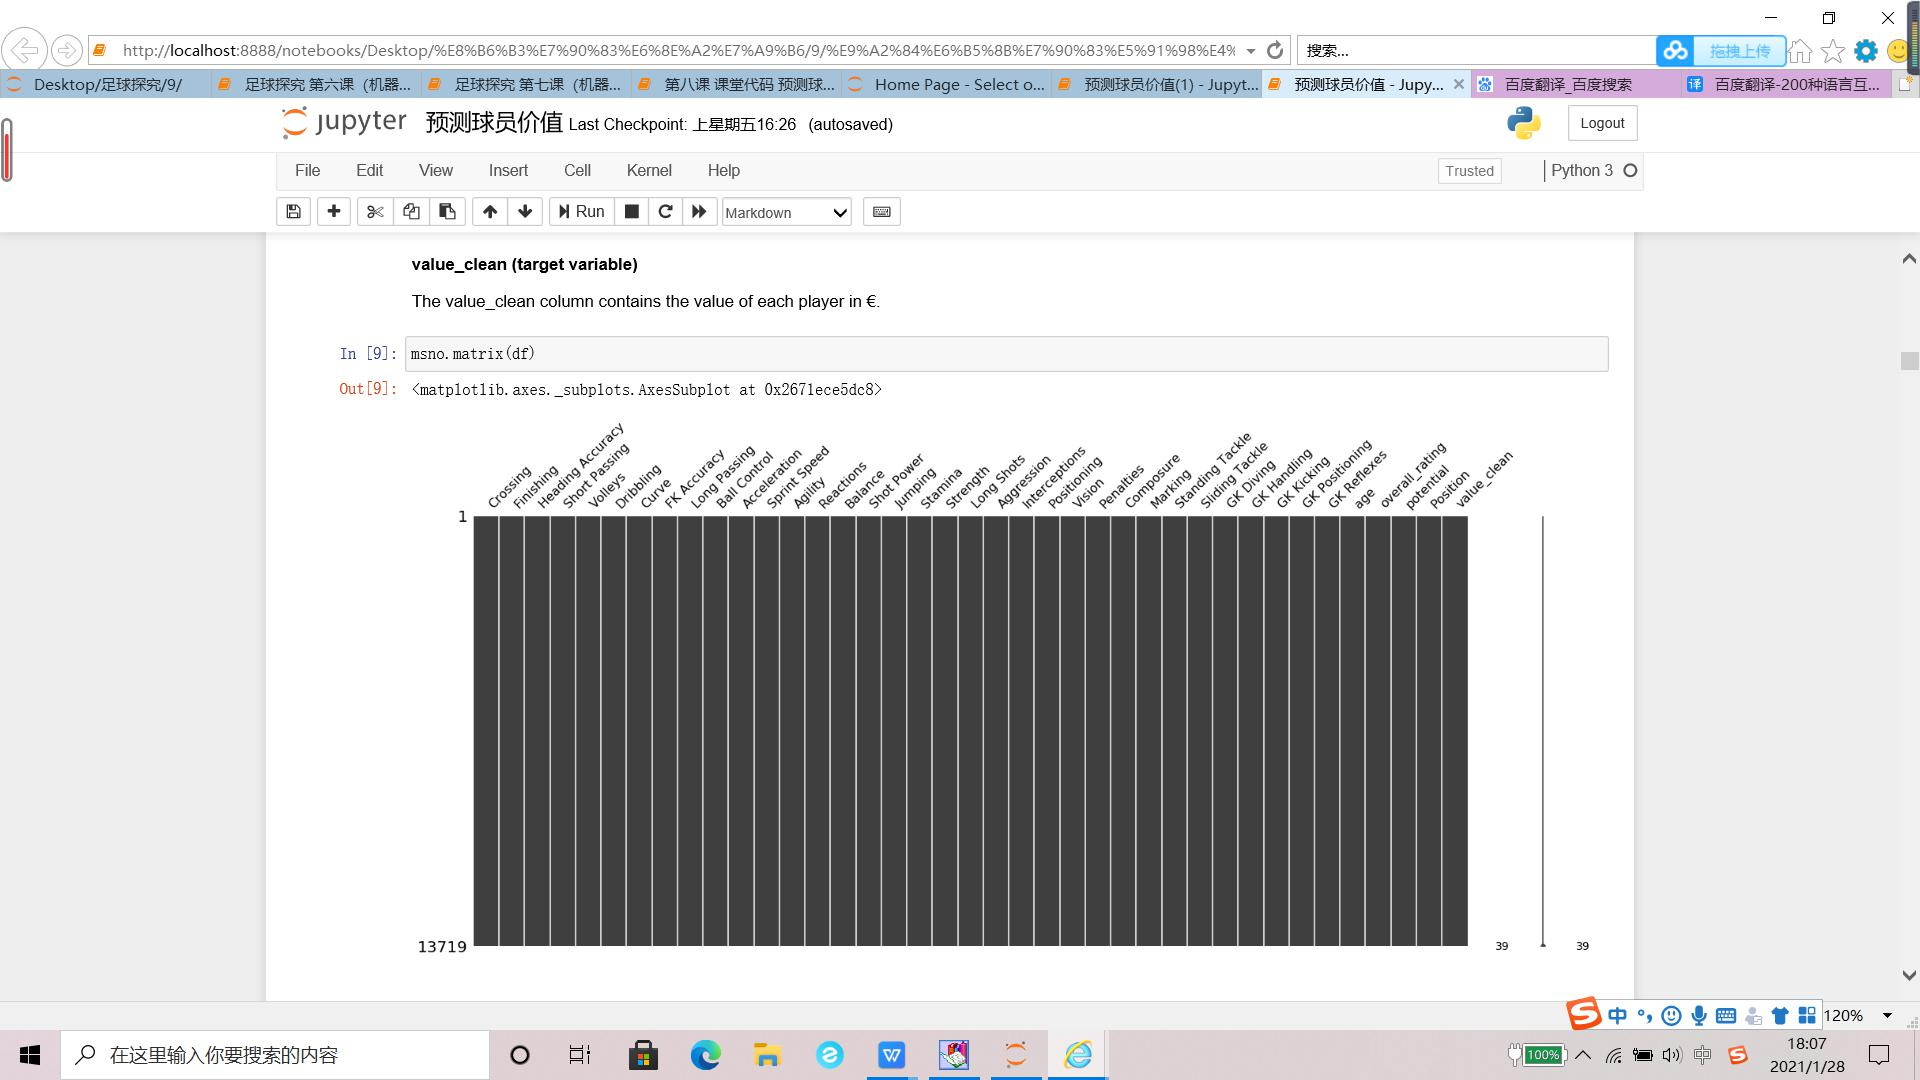 http://localhost:8888/notebooks/Desktop/%E8%B6%B3%E7%90%83%E6%8E%A2%E7%A9%B6/9/%E9%A2%84%E6%B5%8B%E7%90%83%E5%91%98%E4%
搜索...
拖拽上传
Desktop/足球探究/9/
足球探究 第六课（机器...
足球探究 第七课（机器...
第八课 课堂代码 预测球...
Home Page - Select o...
预测球员价值(1) - Jupyt...
预测球员价值 - Jupy...
百度翻译_百度搜索
译
百度翻译-200种语言互...
jupyter 预测球员价值 Last Checkpoint: 上星期五16:26 (autosaved)
Logout
File Edit View Insert Cell Kernel Help
Trusted
Python 3
Run
Markdown
value_clean (target variable)
The value_clean column contains the value of each player in €.
In [9]: msno.matrix(df)
Out[9]: <matplotlib.axes._subplots.AxesSubplot at 0x2671ece5dc8>
Crossing
Finishing
Heading Accuracy
Short Passing
Volleys
Dribbling
Curve
FK Accuracy
Long Passing
Ball Control
Acceleration
Sprint Speed
Agility
Reactions
Balance
Shot Power
Jumping
Stamina
Strength
Long Shots
Aggression
Interceptions
Positioning
Vision
Penalties
Composure
Marking
Standing Tackle
Sliding Tackle
GK Diving
GK Handling
GK Kicking
GK Positioning
GK Reflexes
age
overall_rating
potential
Position
value_clean
1
13719
39
39
中
120%
在这里输入你要搜索的内容
100%
中
18:07
2021/1/28